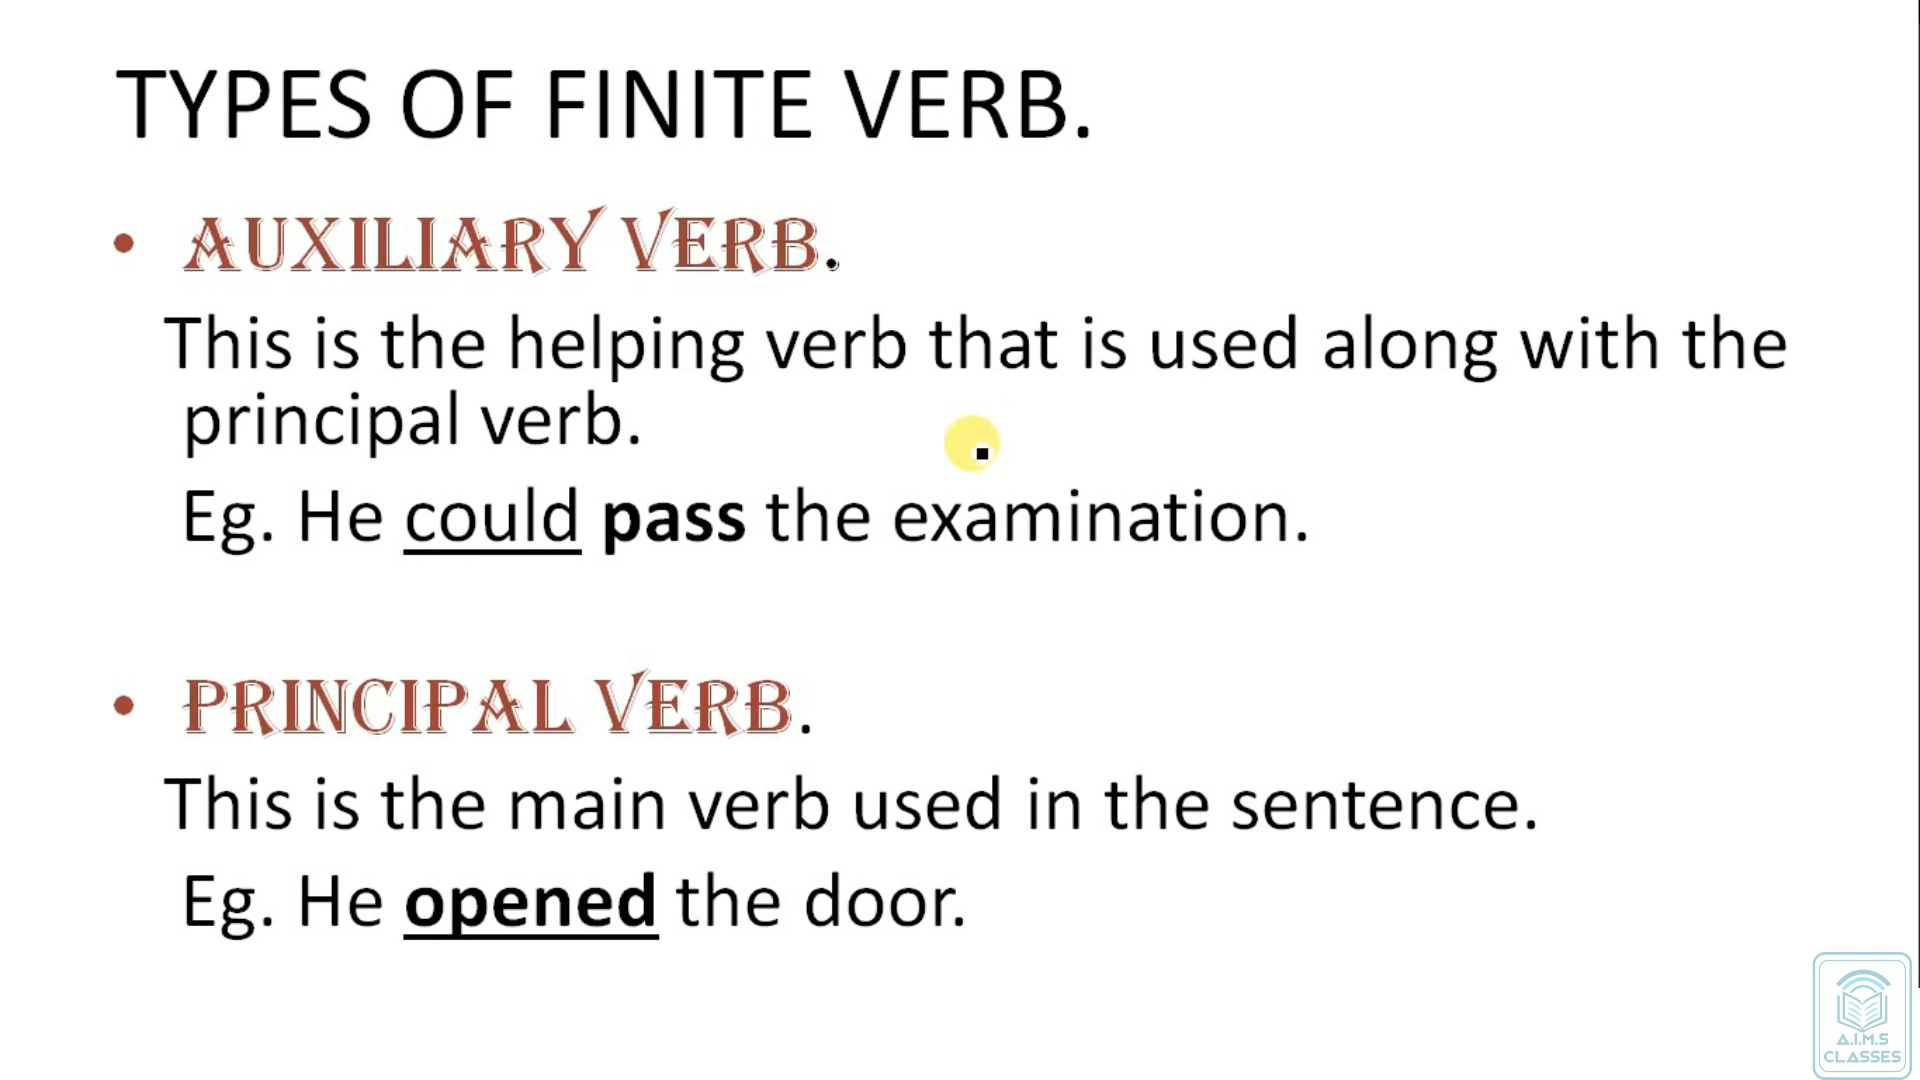 TYPES OF FINITE VERB.
• AUXILIARY VERB.
This is the helping verb that is used along with the
principal verb.
Eg. He could pass the examination.
• PRINCIPAL VERB.
This is the main verb used in the sentence.
Eg. He opened the door.
A.I.M.S
CLASSES